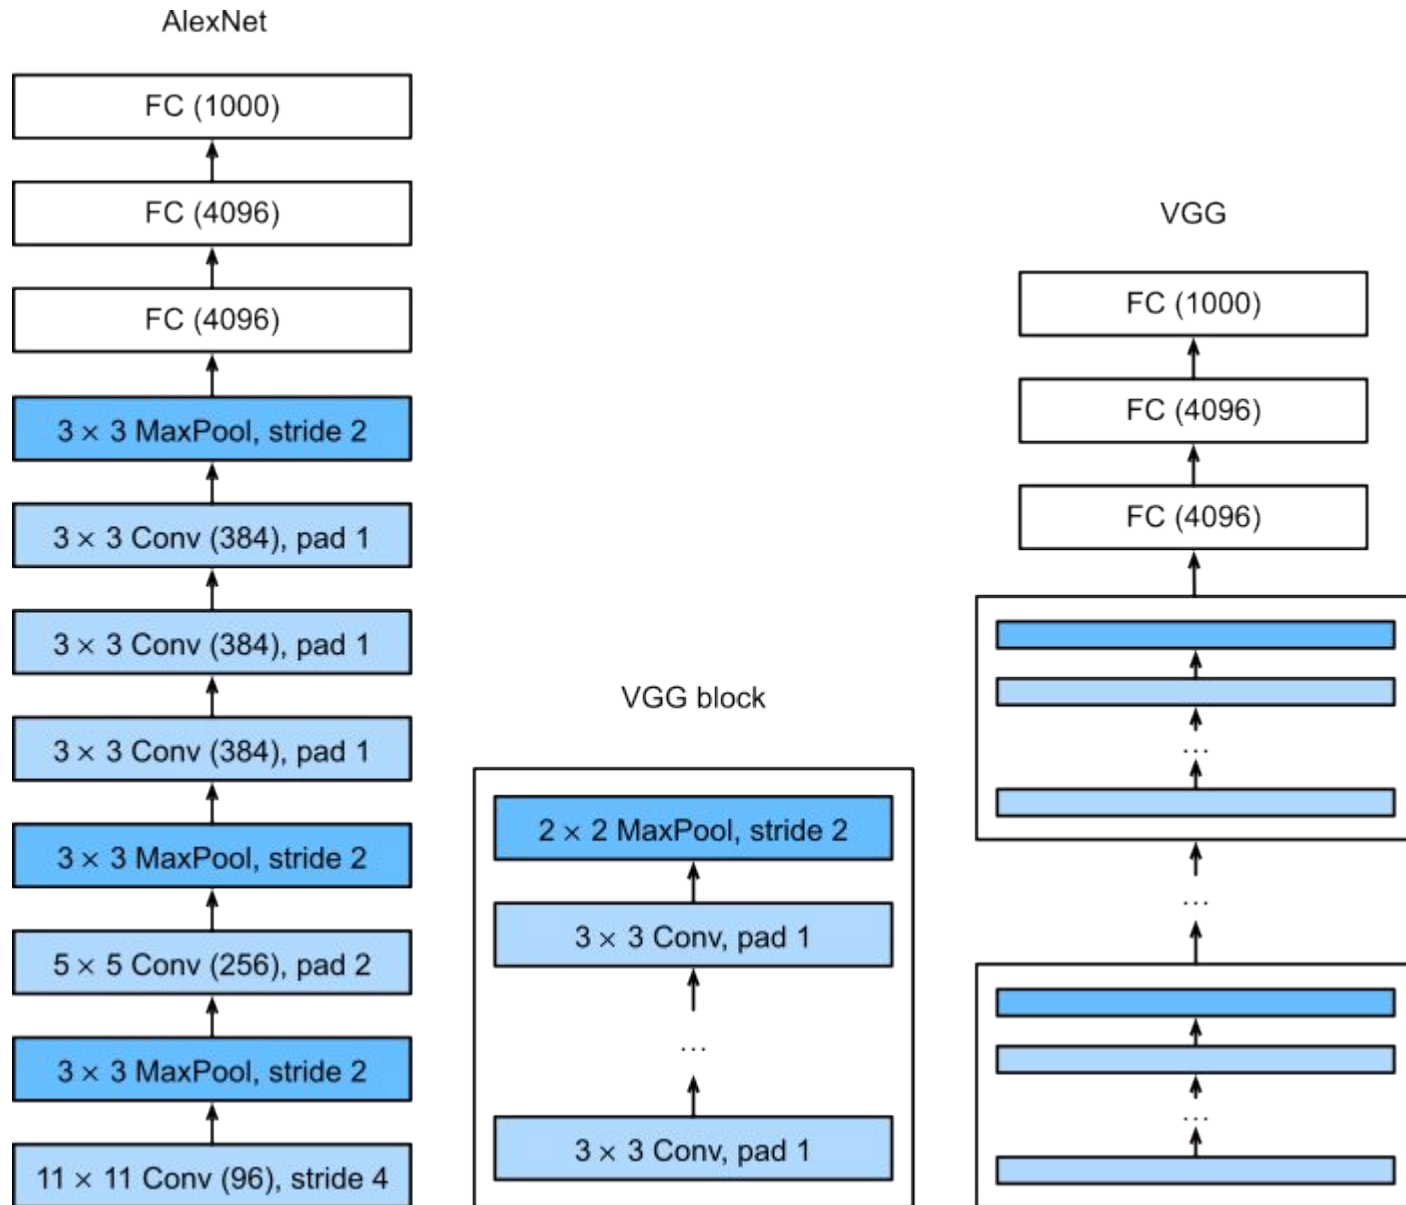 AlexNet
FC (1000)
FC (4096)
FC (4096)
3 × 3 MaxPool, stride 2
3 × 3 Conv (384), pad 1
3 × 3 Conv (384), pad 1
3 × 3 Conv (384), pad 1
3 × 3 MaxPool, stride 2
5 × 5 Conv (256), pad 2
3 × 3 MaxPool, stride 2
11 × 11 Conv (96), stride 4
VGG block
2 × 2 MaxPool, stride 2
3 × 3 Conv, pad 1
...
3 × 3 Conv, pad 1
VGG
FC (1000)
FC (4096)
FC (4096)
...
...
...